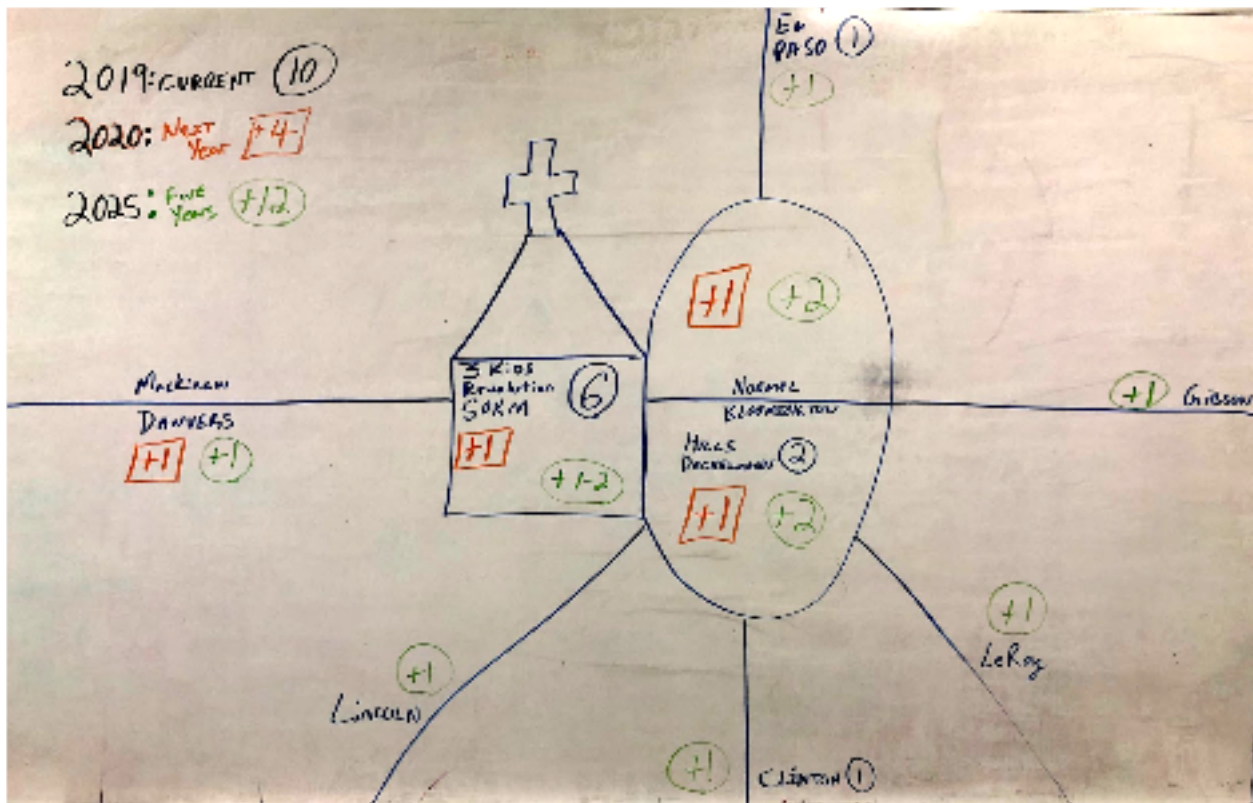 2019: CURRENT 10
2020: NEXT YEAR +4
2025: FIVE YEARS +12
EL PASO 1
+1
+1 +2
3 KIDS
Revolution
SOKM
6
+1
+1-2
Mackinaw
DANVERS
+1 +1
NORMAL
BLOOMINGTON
HILLS
2
+1 +2
+1 GIBSON
+1
LeRoy
+1
LINCOLN
+1
CLINTON 1